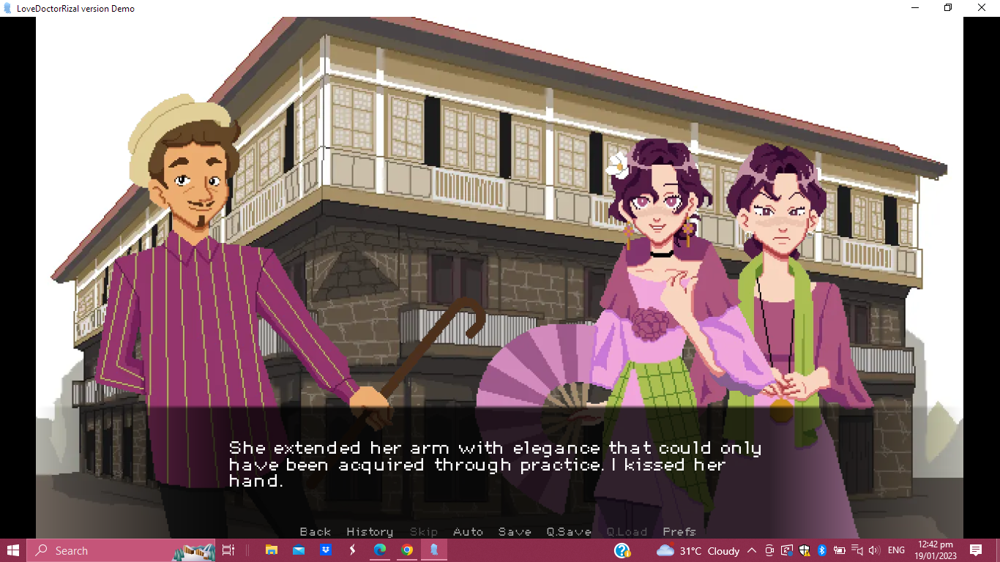 LoveDoctorRizal version Demo
She extended her arm with elegance that could only
have been acquired through practice. I kissed her
hand.
Back History Skip Auto Save Q.Save Q.Load Prefs
Search
31°C Cloudy
ENG
12:42 pm
19/01/2023